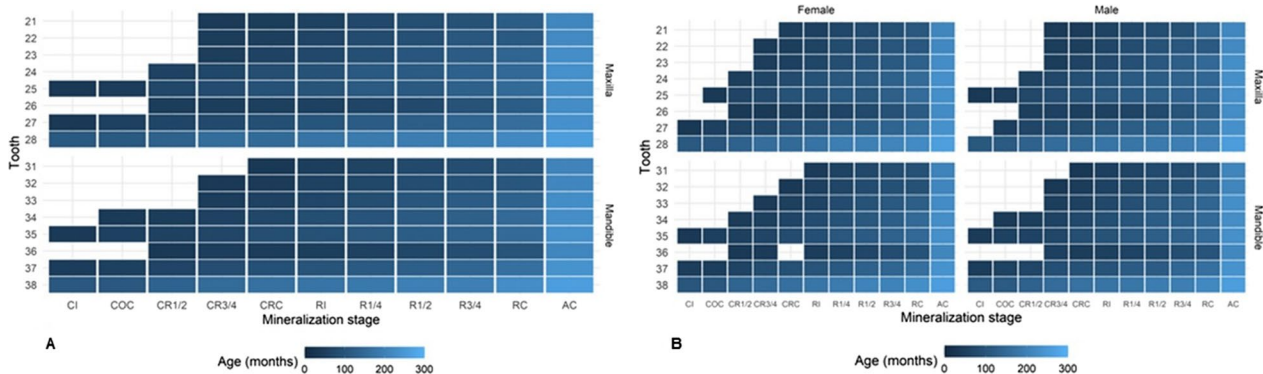 21
22
23
24
25
26
27
28
Maxilla
Tooth
31
32
33
34
35
36
37
38
Mandible
CI COC CR1/2 CR3/4 CRC RI R1/4 R1/2 R3/4 RC AC
Mineralization stage
A
Age (months)
0 100 200 300
Female Male
21
22
23
24
25
26
27
28
Maxilla
Tooth
31
32
33
34
35
36
37
38
Mandible
CI COC CR1/2 CR3/4 CRC RI R1/4 R1/2 R3/4 RC AC CI COC CR1/2 CR3/4 CRC RI R1/4 R1/2 R3/4 RC AC
Mineralization stage
B
Age (months)
0 100 200 300